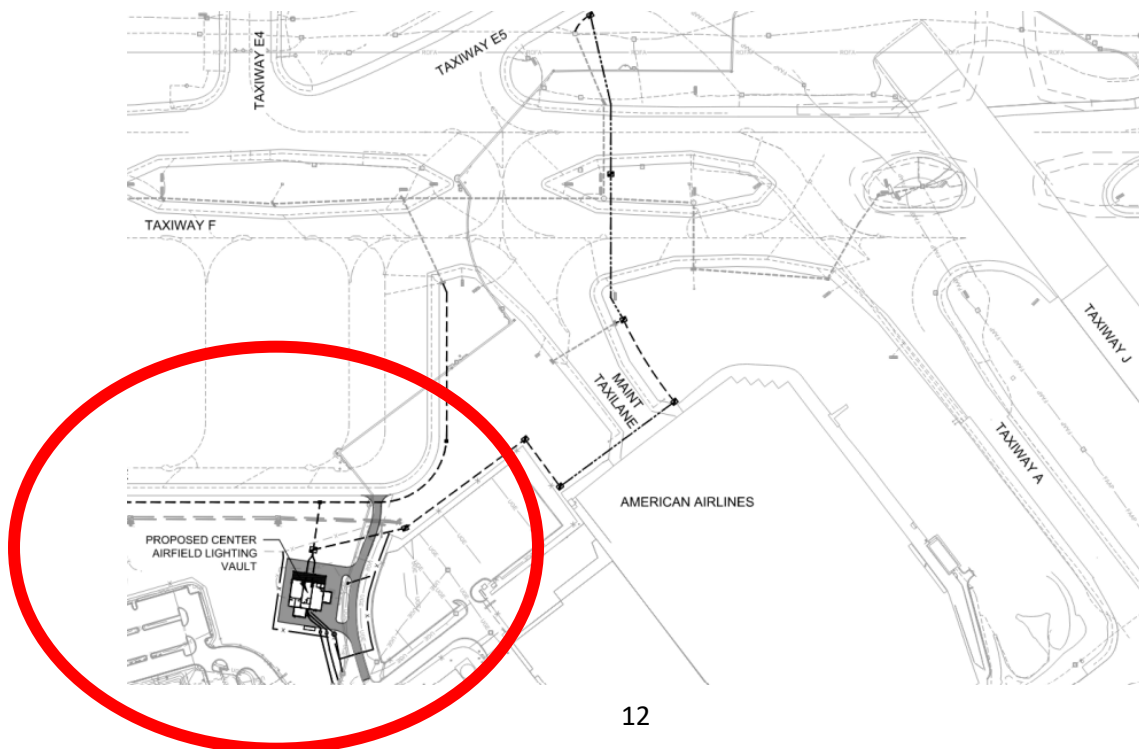 TAXIWAY E4
TAXIWAY E5
TAXIWAY F
MAINT
TAXILANE
TAXIWAY J
TAXIWAY A
AMERICAN AIRLINES
PROPOSED CENTER
AIRFIELD LIGHTING
VAULT
12